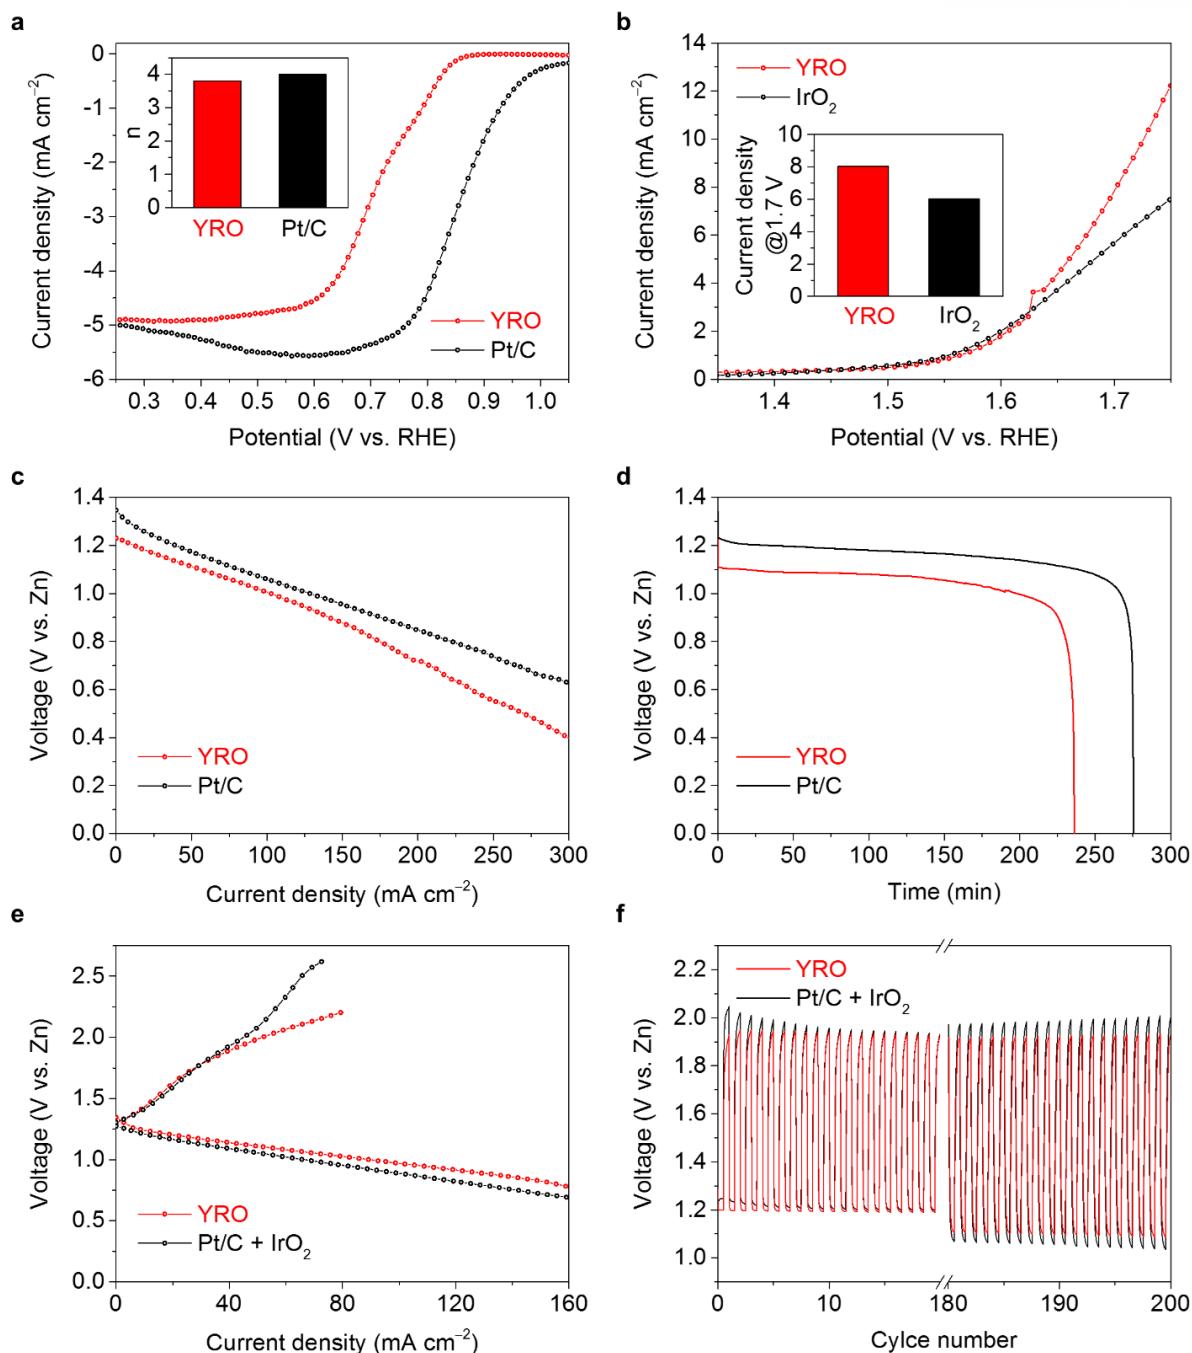 a
0
-1
-2
-3
-4
-5
-6
Current density (mA cm⁻²)
0.3 0.4 0.5 0.6 0.7 0.8 0.9 1.0
Potential (V vs. RHE)
4
3
2
1
0
n
YRO Pt/C
YRO
Pt/C
b
14
12
10
8
6
4
2
0
Current density (mA cm⁻²)
1.4 1.5 1.6 1.7
Potential (V vs. RHE)
YRO
IrO₂
10
8
6
4
2
0
Current density
@1.7 V
YRO IrO₂
c
1.4
1.2
1.0
0.8
0.6
0.4
0.2
0.0
Voltage (V vs. Zn)
0 50 100 150 200 250 300
Current density (mA cm⁻²)
YRO
Pt/C
d
1.4
1.2
1.0
0.8
0.6
0.4
0.2
0.0
Voltage (V vs. Zn)
0 50 100 150 200 250 300
Time (min)
YRO
Pt/C
e
2.5
2.0
1.5
1.0
0.5
0.0
Voltage (V vs. Zn)
0 40 80 120 160
Current density (mA cm⁻²)
YRO
Pt/C + IrO₂
f
2.2
2.0
1.8
1.6
1.4
1.2
1.0
Voltage (V vs. Zn)
0 10 180 190 200
Cylce number
YRO
Pt/C + IrO₂